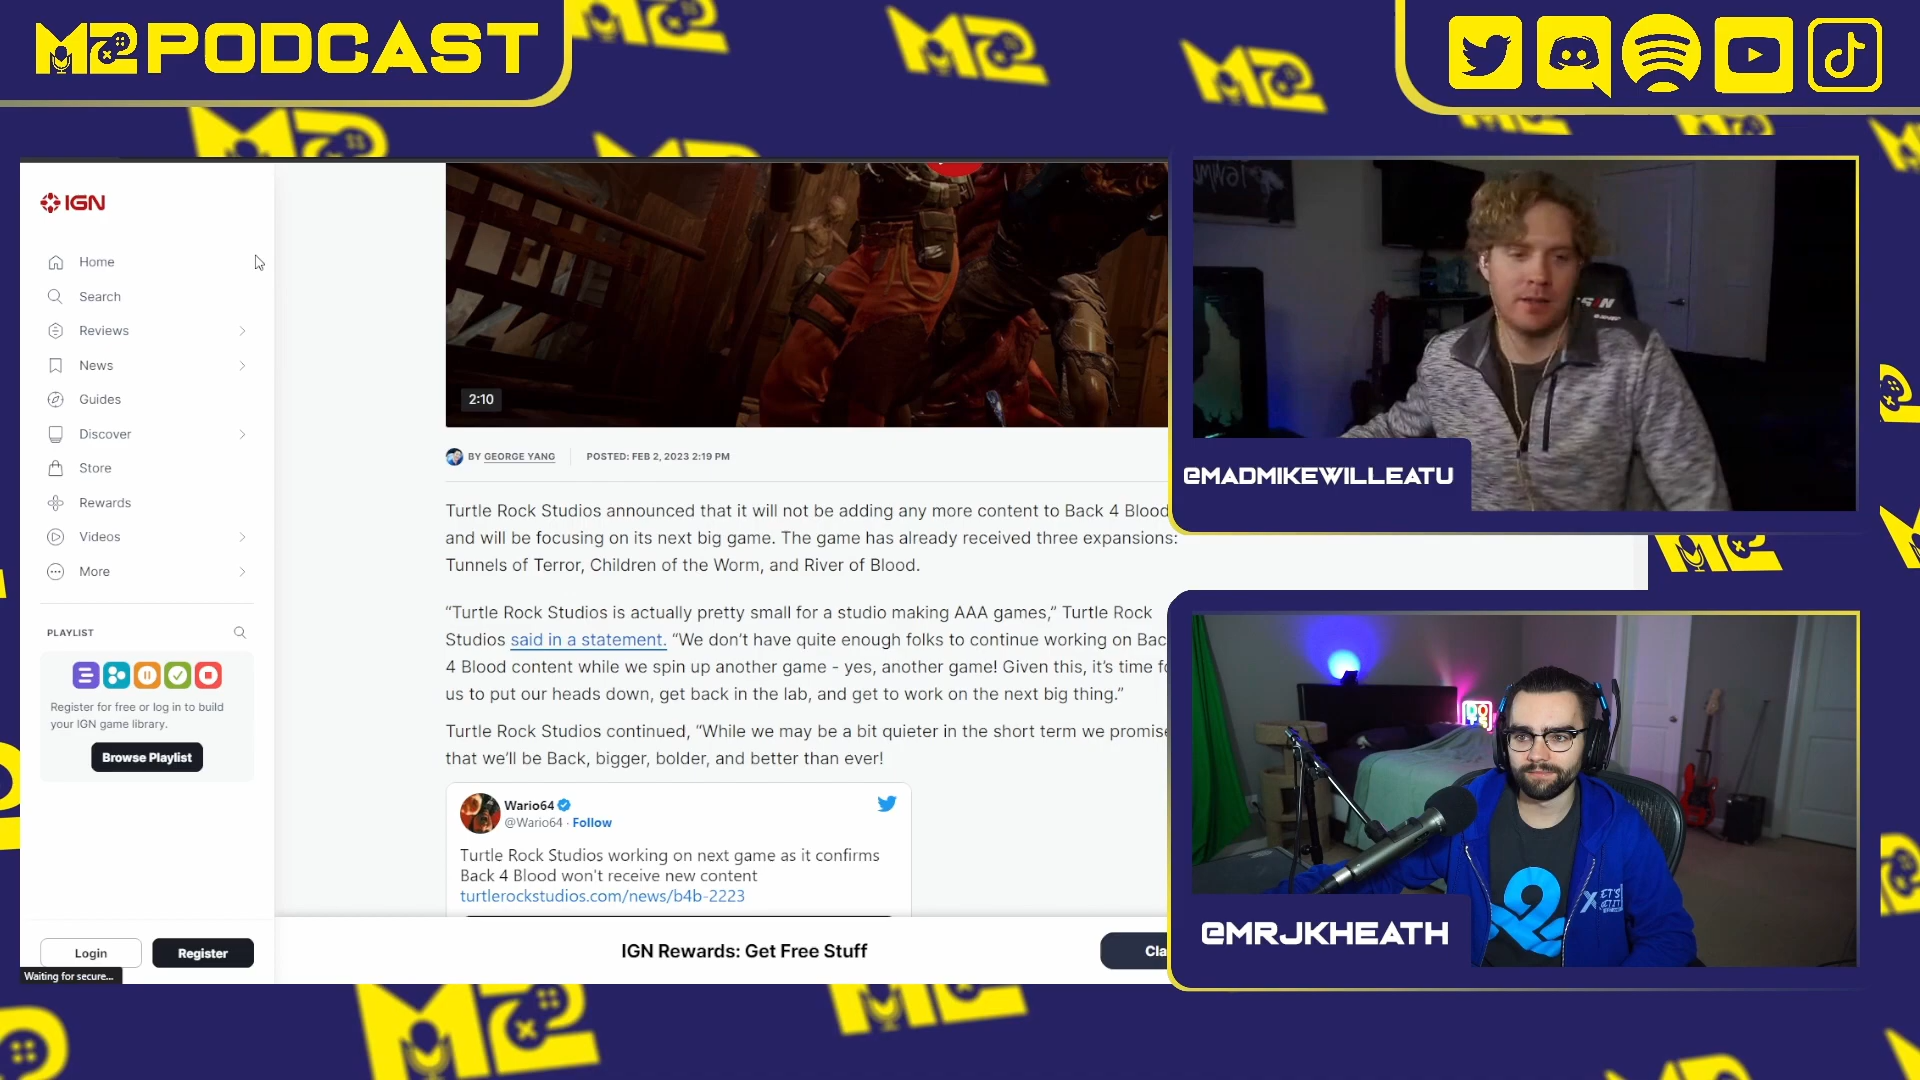 M2 PODCAST
IGN
Home
Search
Reviews
News
Guides
Discover
Store
Rewards
Videos
More
PLAYLIST
Register for free or log in to build
your IGN game library.
Browse Playlist
Login
Register
Waiting for secure...
2:10
BY GEORGE YANG
POSTED: FEB 2, 2023 2:19 PM
Turtle Rock Studios announced that it will not be adding any more content to Back 4 Blood
and will be focusing on its next big game. The game has already received three expansions:
Tunnels of Terror, Children of the Worm, and River of Blood.
“Turtle Rock Studios is actually pretty small for a studio making AAA games,” Turtle Rock
Studios said in a statement. “We don’t have quite enough folks to continue working on Bac
4 Blood content while we spin up another game - yes, another game! Given this, it’s time fo
us to put our heads down, get back in the lab, and get to work on the next big thing.”
Turtle Rock Studios continued, “While we may be a bit quieter in the short term we promise
that we’ll be Back, bigger, bolder, and better than ever!
Wario64
@Wario64 · Follow
Turtle Rock Studios working on next game as it confirms
Back 4 Blood won't receive new content
turtlerockstudios.com/news/b4b-2223
IGN Rewards: Get Free Stuff
Cla
@MADMIKEWILLEATU
@MRJKHEATH